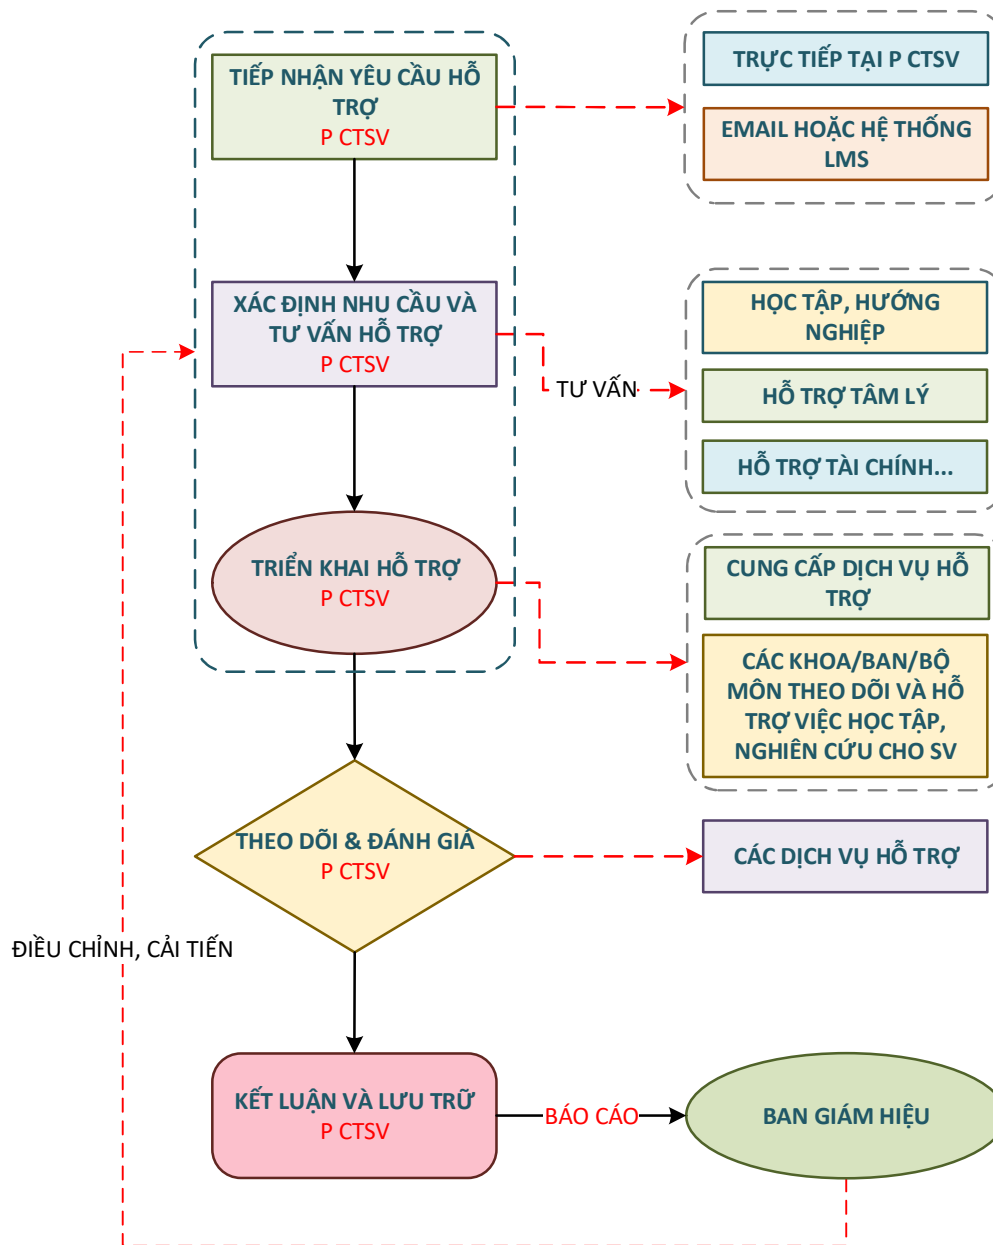 TIẾP NHẬN YÊU CẦU HỖ
TRỢ
P CTSV
TRỰC TIẾP TẠI P CTSV
EMAIL HOẶC HỆ THỐNG
LMS
XÁC ĐỊNH NHU CẦU VÀ
TƯ VẤN HỖ TRỢ
P CTSV
TƯ VẤN
HỌC TẬP, HƯỚNG
NGHIỆP
HỖ TRỢ TÂM LÝ
HỖ TRỢ TÀI CHÍNH...
TRIỂN KHAI HỖ TRỢ
P CTSV
CUNG CẤP DỊCH VỤ HỖ
TRỢ
CÁC KHOA/BAN/BỘ
MÔN THEO DÕI VÀ HỖ
TRỢ VIỆC HỌC TẬP,
NGHIÊN CỨU CHO SV
THEO DÕI & ĐÁNH GIÁ
P CTSV
CÁC DỊCH VỤ HỖ TRỢ
ĐIỀU CHỈNH, CẢI TIẾN
KẾT LUẬN VÀ LƯU TRỮ
P CTSV
BÁO CÁO
BAN GIÁM HIỆU